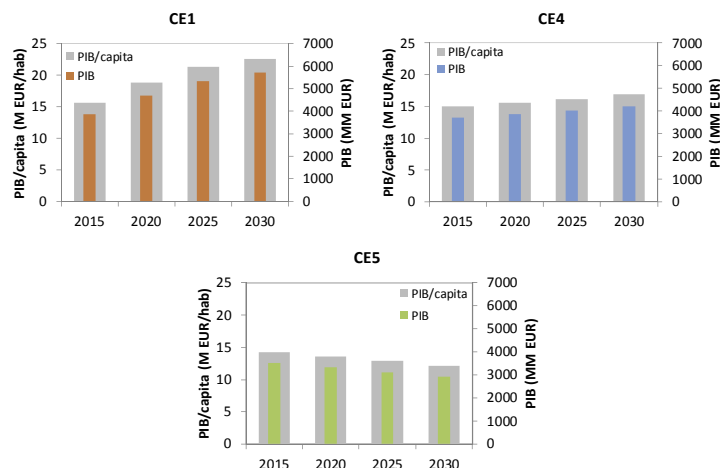 CE1
PIB/capita (M EUR/hab)
25
20
15
10
5
0
PIB/capita
PIB
7000
6000
5000
4000
3000
2000
1000
0
PIB (MM EUR)
2015 2020 2025 2030
CE4
PIB/capita (M EUR/hab)
25
20
15
10
5
0
PIB/capita
PIB
7000
6000
5000
4000
3000
2000
1000
0
PIB (MM EUR)
2015 2020 2025 2030
CE5
PIB/capita (M EUR/hab)
25
20
15
10
5
0
PIB/capita
PIB
7000
6000
5000
4000
3000
2000
1000
0
PIB (MM EUR)
2015 2020 2025 2030